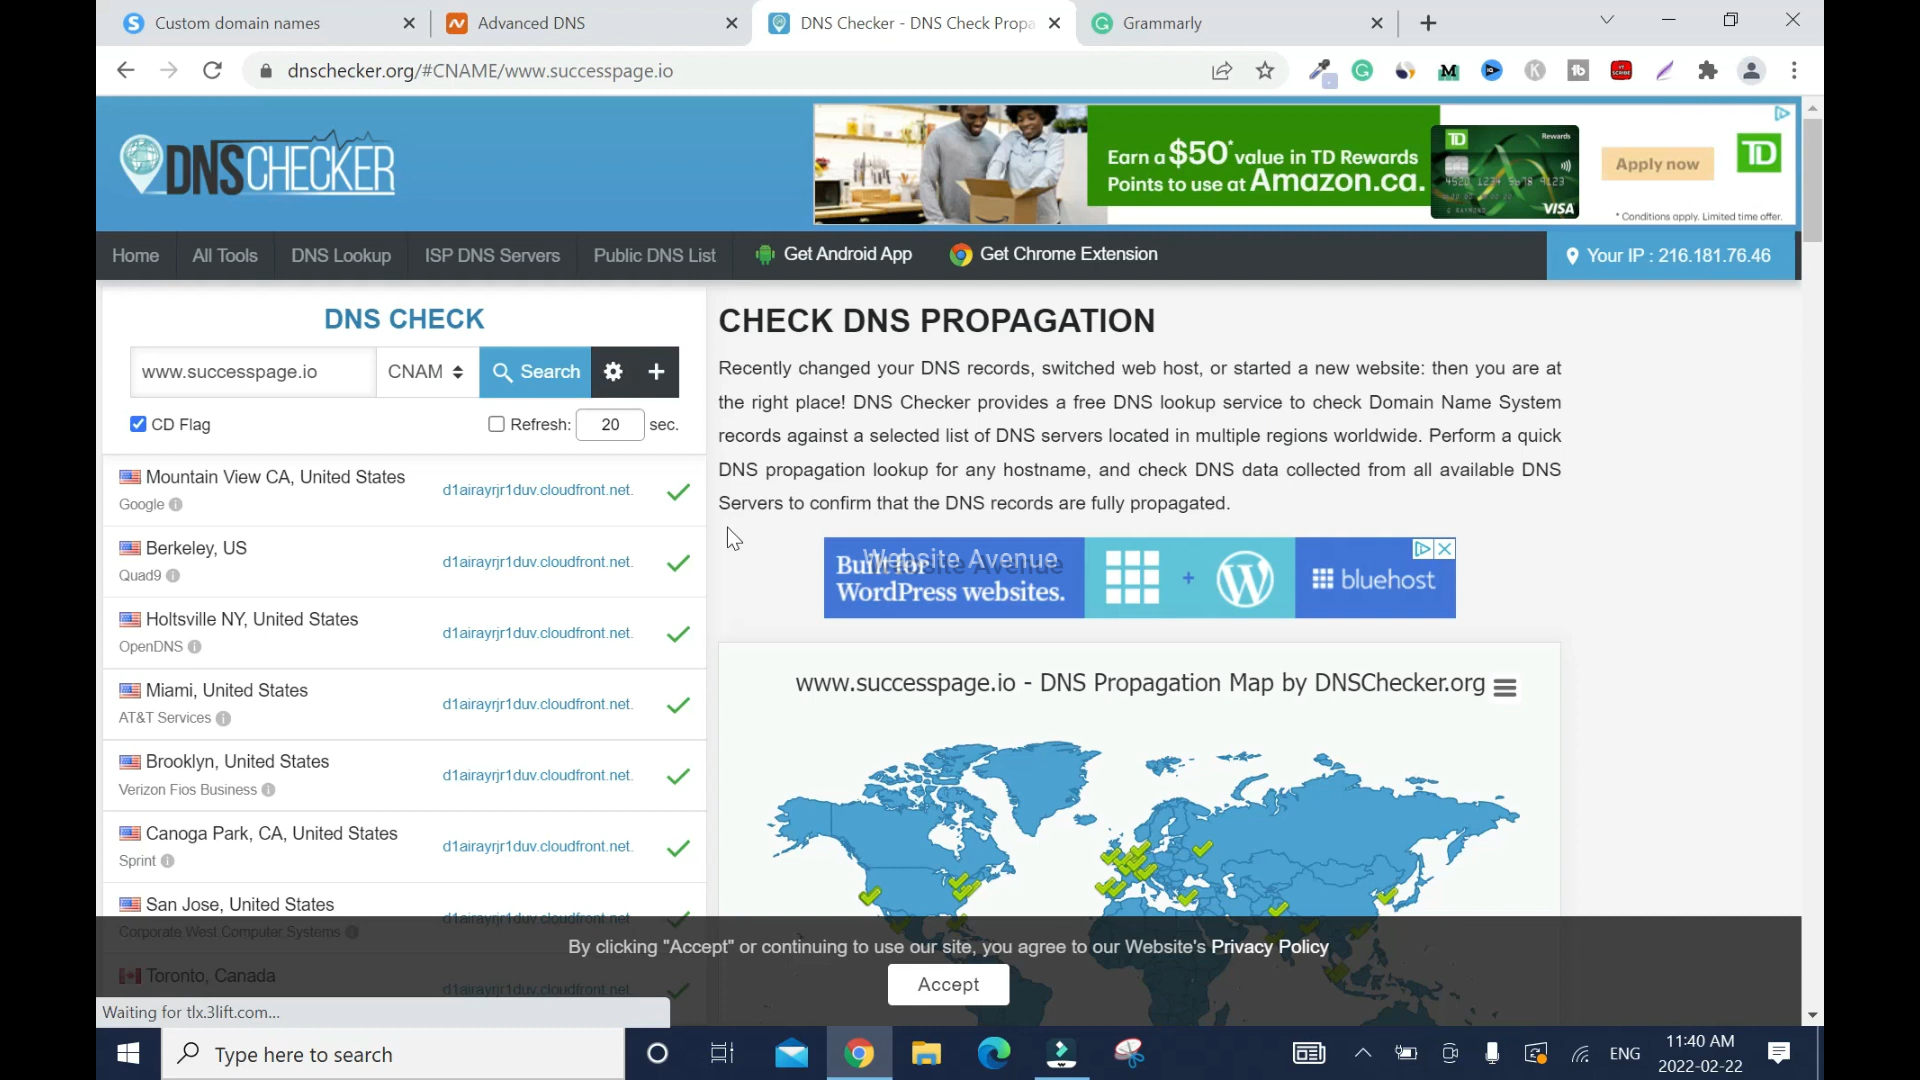 Custom domain names
Advanced DNS
DNS Checker - DNS Check Propa
Grammarly
dnschecker.org/#CNAME/www.successpage.io
DNSCHECKER
Earn a $50* value in TD Rewards
Points to use at Amazon.ca.
TD
Rewards
4520 1234 5678 9123
VISA
Apply now
TD
* Conditions apply. Limited time offer.
Home
All Tools
DNS Lookup
ISP DNS Servers
Public DNS List
Get Android App
Get Chrome Extension
Your IP : 216.181.76.46
DNS CHECK
www.successpage.io
CNAM
Search
CD Flag
Refresh: 20 sec.
Mountain View CA, United States
Google
d1airayrjr1duv.cloudfront.net.
Berkeley, US
Quad9
d1airayrjr1duv.cloudfront.net.
Holtsville NY, United States
OpenDNS
d1airayrjr1duv.cloudfront.net.
Miami, United States
AT&T Services
d1airayrjr1duv.cloudfront.net.
Brooklyn, United States
Verizon Fios Business
d1airayrjr1duv.cloudfront.net.
Canoga Park, CA, United States
Sprint
d1airayrjr1duv.cloudfront.net.
San Jose, United States
Corporate West Computer Systems
d1airayrjr1duv.cloudfront.net.
Toronto, Canada
d1airayrjr1duv.cloudfront.net.
CHECK DNS PROPAGATION
Recently changed your DNS records, switched web host, or started a new website: then you are at
the right place! DNS Checker provides a free DNS lookup service to check Domain Name System
records against a selected list of DNS servers located in multiple regions worldwide. Perform a quick
DNS propagation lookup for any hostname, and check DNS data collected from all available DNS
Servers to confirm that the DNS records are fully propagated.
Website Avenue
Built for
WordPress websites.
bluehost
www.successpage.io - DNS Propagation Map by DNSChecker.org
By clicking "Accept" or continuing to use our site, you agree to our Website's Privacy Policy
Accept
Waiting for tlx.3lift.com...
Type here to search
ENG
11:40 AM
2022-02-22